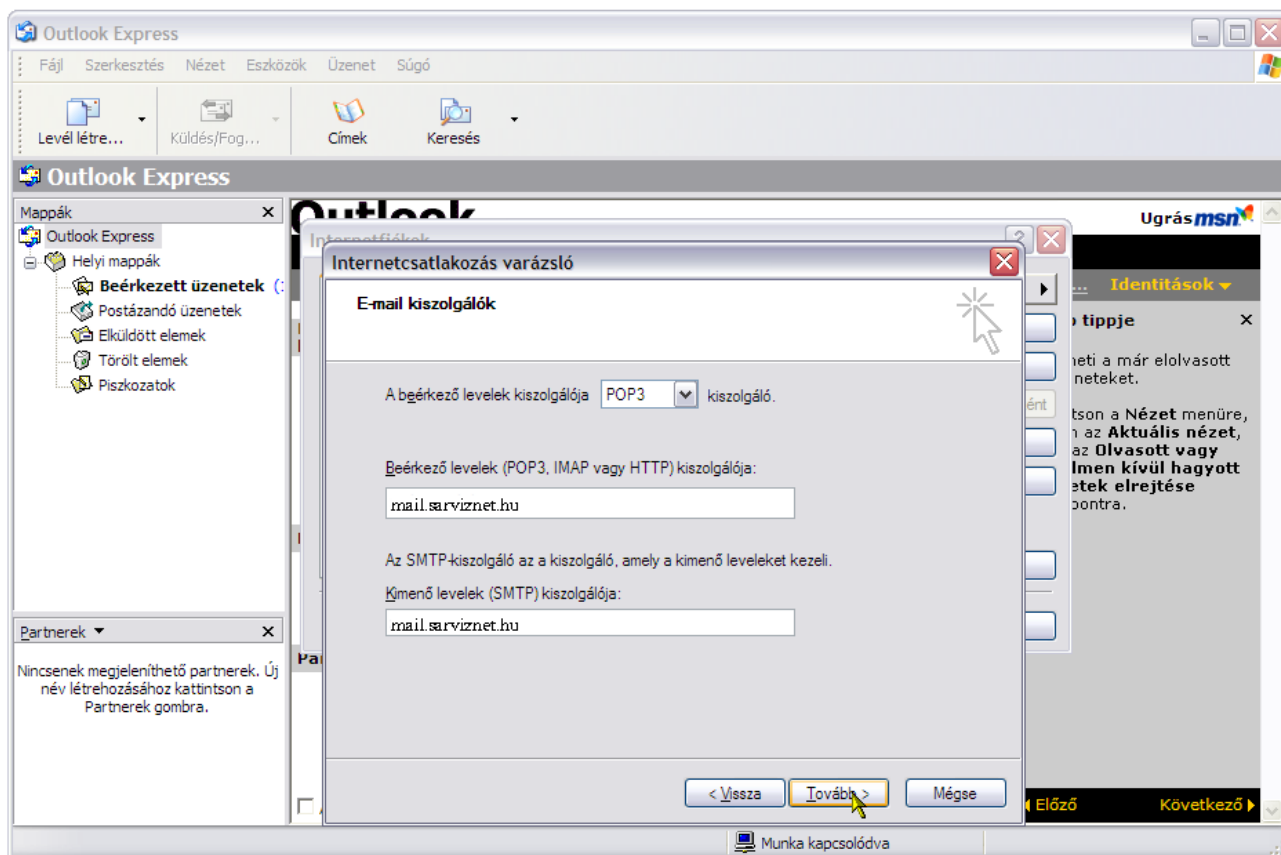 Outlook Express
Fájl Szerkesztés Nézet Eszközök Üzenet Súgó
Levél létre... Küldés/Fog... Címek Keresés
Outlook Express
Mappák
Outlook Express
Helyi mappák
Beérkezett üzenetek
Postázandó üzenetek
Elküldött elemek
Törölt elemek
Piszkozatok
Partnerek
Nincsenek megjeleníthető partnerek. Új
név létrehozásához kattintson a
Partnerek gombra.
Outlook
Ugrás msn
Internetfiókok
Internetcsatlakozás varázsló
E-mail kiszolgálók
A beérkező levelek kiszolgálója POP3 kiszolgáló.
Beérkező levelek (POP3, IMAP vagy HTTP) kiszolgálója:
mail.sarviznet.hu
Az SMTP-kiszolgáló az a kiszolgáló, amely a kimenő leveleket kezeli.
Kimenő levelek (SMTP) kiszolgálója:
mail.sarviznet.hu
< Vissza Tovább > Mégse
... Identitások
tippje
heti a már elolvasott
neteket.
tson a Nézet menüre,
az Aktuális nézet,
az Olvasott vagy
lmen kívül hagyott
etek elrejtése
pontra.
Előző Következő
Munka kapcsolódva